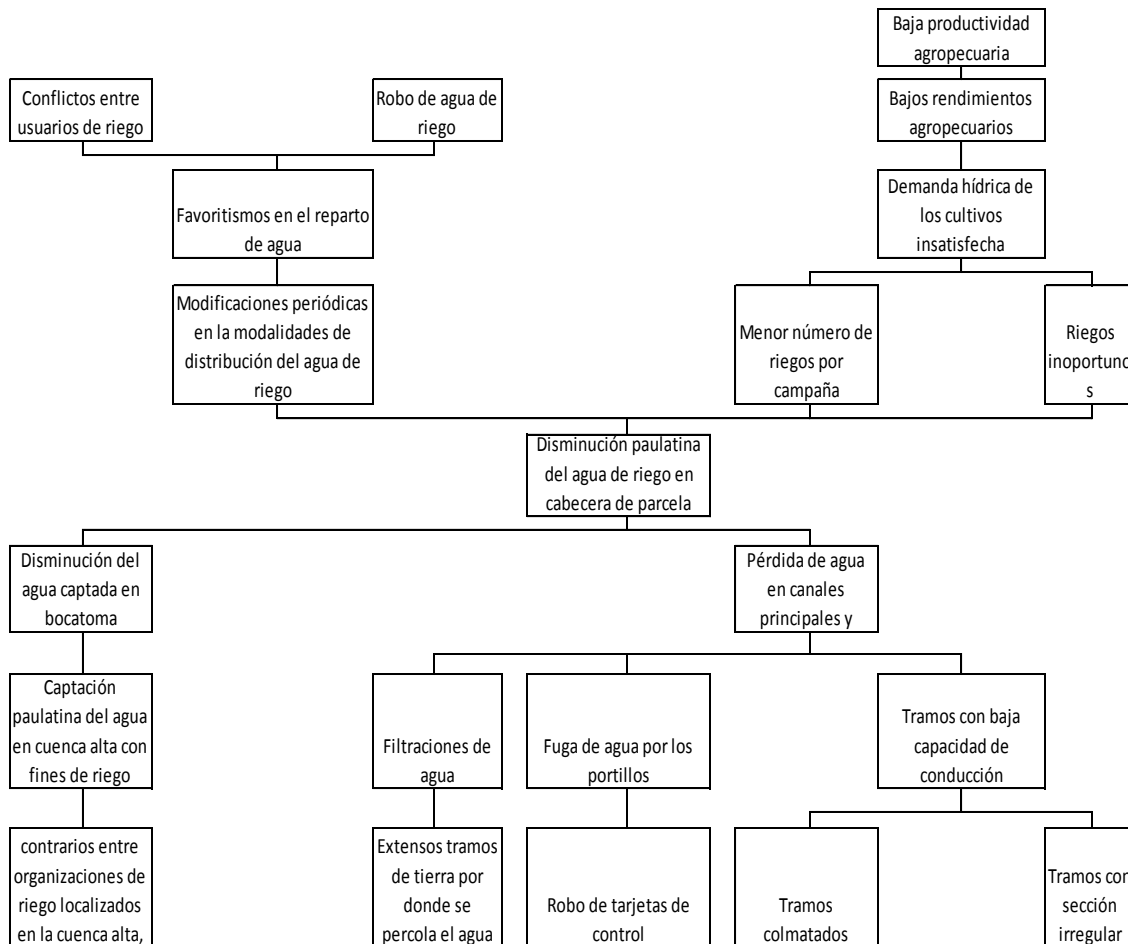 Baja productividad
agropecuaria
Conflictos entre
usuarios de riego
Robo de agua de
riego
Bajos rendimientos
agropecuarios
Favoritismos en el reparto
de agua
Demanda hídrica de
los cultivos
insatisfecha
Modificaciones periódicas
en la modalidades de
distribución del agua de
riego
Menor número de
riegos por
campaña
Riegos
inoportuno
s
Disminución paulatina
del agua de riego en
cabecera de parcela
Disminución del
agua captada en
bocatoma
Pérdida de agua
en canales
principales y
Captación
paulatina del agua
en cuenca alta con
fines de riego
Filtraciones de
agua
Fuga de agua por los
portillos
Tramos con baja
capacidad de
conducción
contrarios entre
organizaciones de
riego localizados
en la cuenca alta,
Extensos tramos
de tierra por
donde se
percola el agua
Robo de tarjetas de
control
Tramos
colmatados
Tramos con
sección
irregular